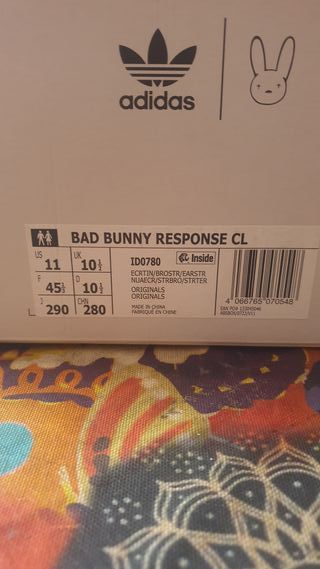 adidas
BAD BUNNY RESPONSE CL
US 11 UK 10½
F 45⅓ D 10½
J 290 CHN 280
ID0780 Inside
ECRTIN/BROSTR/EARSTR
NUAECR/STRBRO/STRTER
ORIGINALS
ORIGINALS
MADE IN CHINA
FABRIQUÉ EN CHINE
4 066765 070548